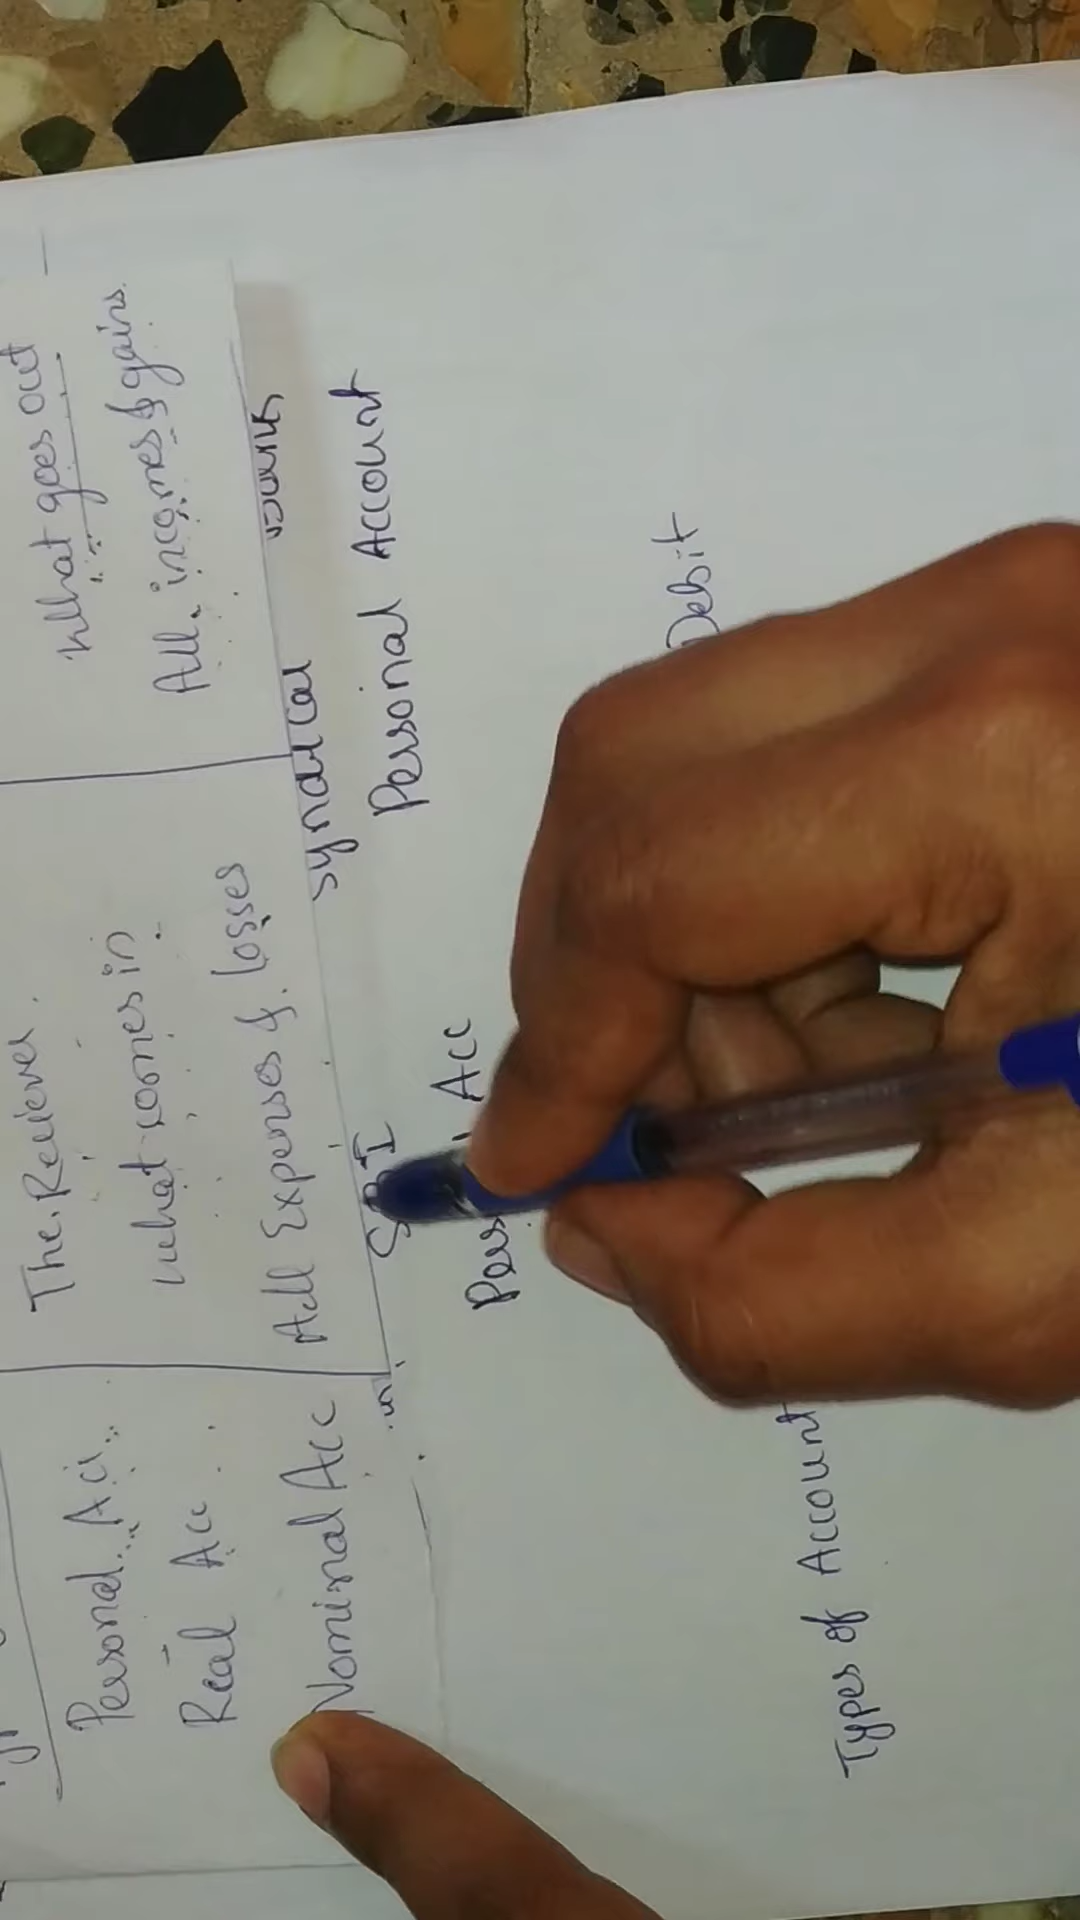 The Reciever. What goes out
Personal Acc.
Real Acc what comes in All incomes & gains.
Nominal Acc All Expenses & losses
SBI Syndical
Personal Account
Acc
Debit
Types of Account